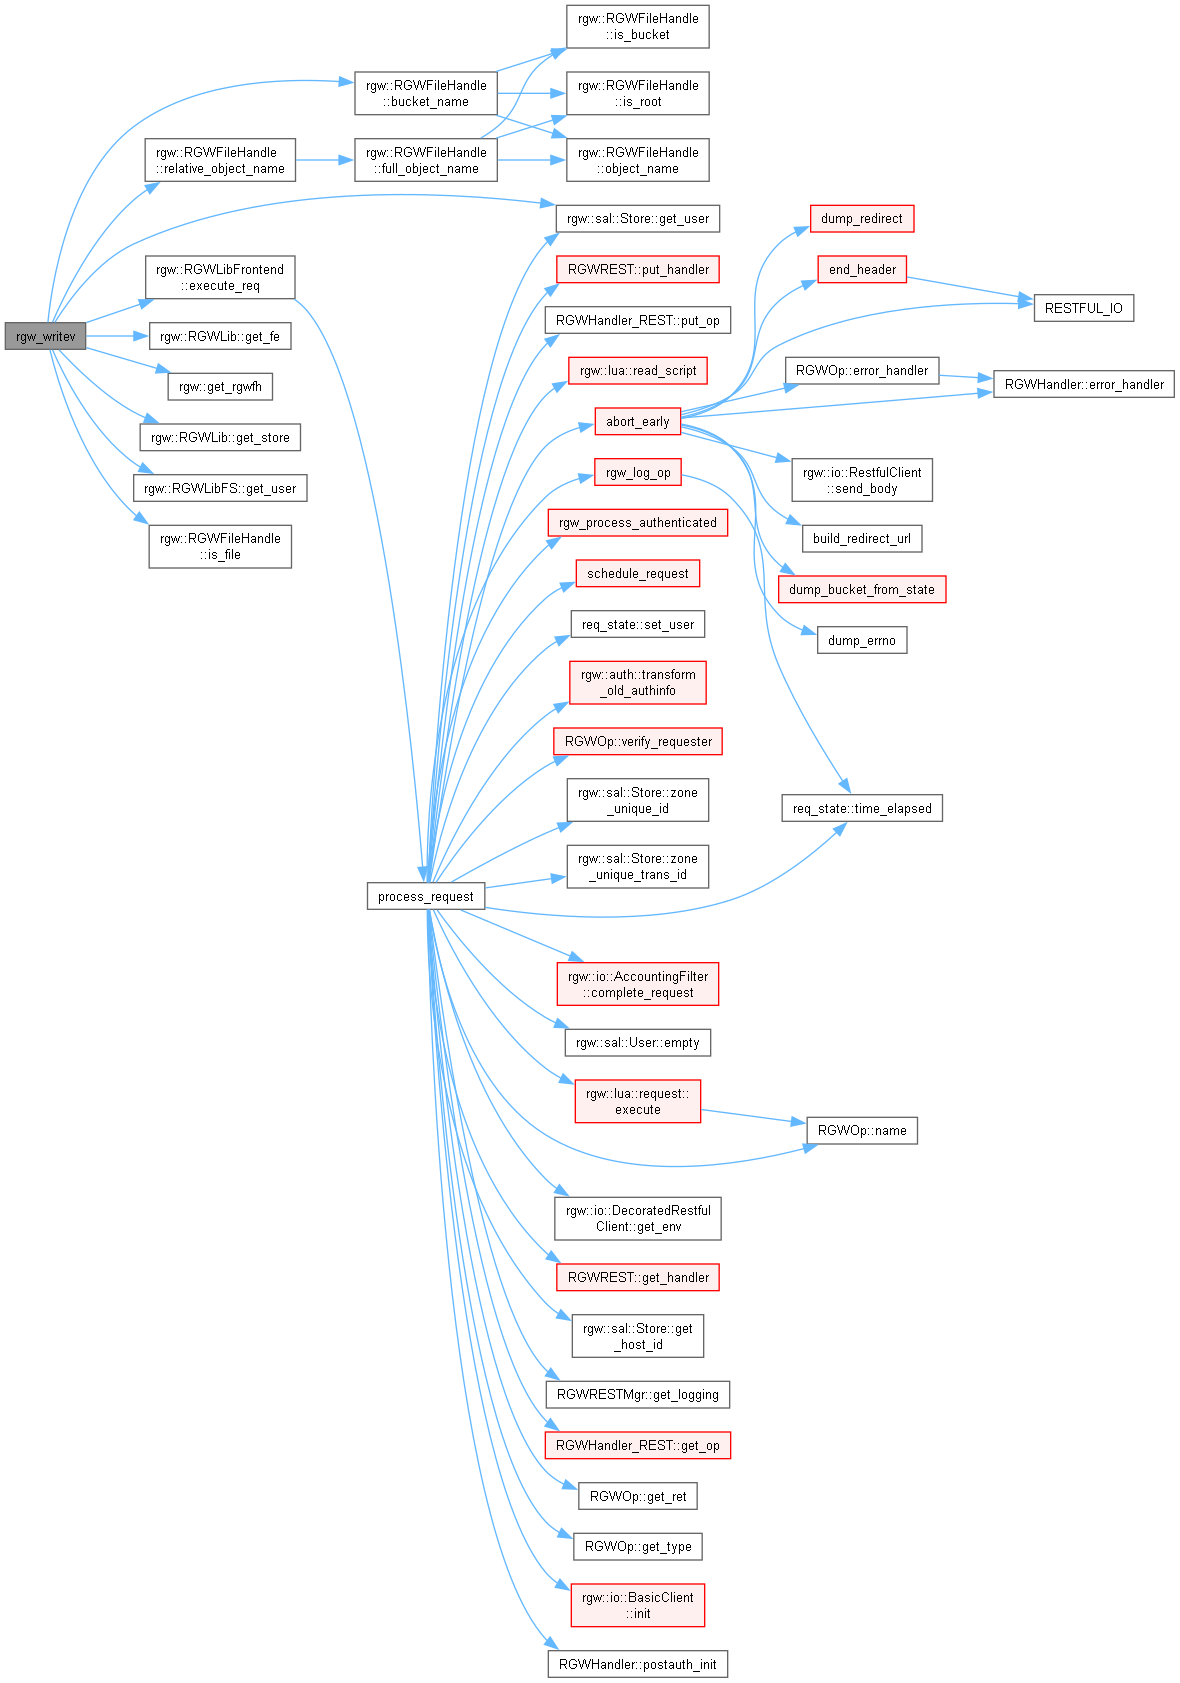 rgw::RGWFileHandle
::is_bucket
rgw::RGWFileHandle
::bucket_name
rgw::RGWFileHandle
::is_root
rgw::RGWFileHandle
::relative_object_name
rgw::RGWFileHandle
::full_object_name
rgw::RGWFileHandle
::object_name
rgw::sal::Store::get_user
dump_redirect
rgw::RGWLibFrontend
::execute_req
RGWREST::put_handler
end_header
RESTFUL_IO
rgw_writev
rgw::RGWLib::get_fe
RGWHandler_REST::put_op
rgw::get_rgwfh
rgw::lua::read_script
RGWOp::error_handler
RGWHandler::error_handler
rgw::RGWLib::get_store
abort_early
rgw::RGWLibFS::get_user
rgw_log_op
rgw::io::RestfulClient
::send_body
rgw::RGWFileHandle
::is_file
rgw_process_authenticated
build_redirect_url
schedule_request
dump_bucket_from_state
req_state::set_user
dump_errno
rgw::auth::transform
_old_authinfo
RGWOp::verify_requester
rgw::sal::Store::zone
_unique_id
req_state::time_elapsed
rgw::sal::Store::zone
_unique_trans_id
process_request
rgw::io::AccountingFilter
::complete_request
rgw::sal::User::empty
rgw::lua::request::
execute
RGWOp::name
rgw::io::DecoratedRestful
Client::get_env
RGWREST::get_handler
rgw::sal::Store::get
_host_id
RGWRESTMgr::get_logging
RGWHandler_REST::get_op
RGWOp::get_ret
RGWOp::get_type
rgw::io::BasicClient
::init
RGWHandler::postauth_init